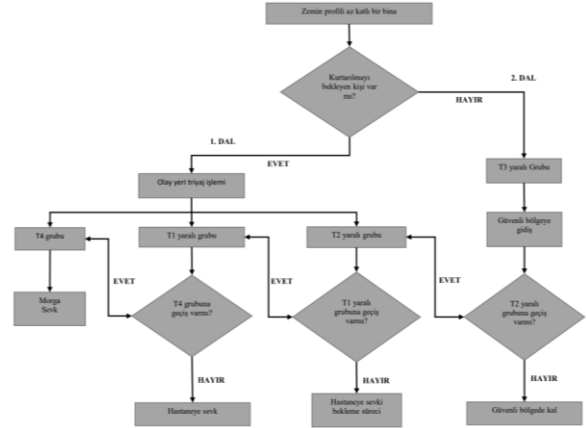 Zemin profili az katlı bir bina
Kurtarılmayı
bekleyen kişi var
mı?
2. DAL
HAYIR
1. DAL
EVET
Olay yeri triyaj işlemi
T3 yaralı Grubu
T4 grubu
T1 yaralı grubu
T2 yaralı grubu
Güvenli bölgeye
gidiş
EVET
EVET
EVET
Morga
Sevk
T4 grubuna
geçiş varmı?
T1 yaralı
grubuna geçiş
varmı?
T2 yaralı
grubuna geçiş
varmı?
HAYIR
HAYIR
HAYIR
Hastaneye sevk
Hastaneye sevki
bekleme süreci
Güvenli bölgede kal